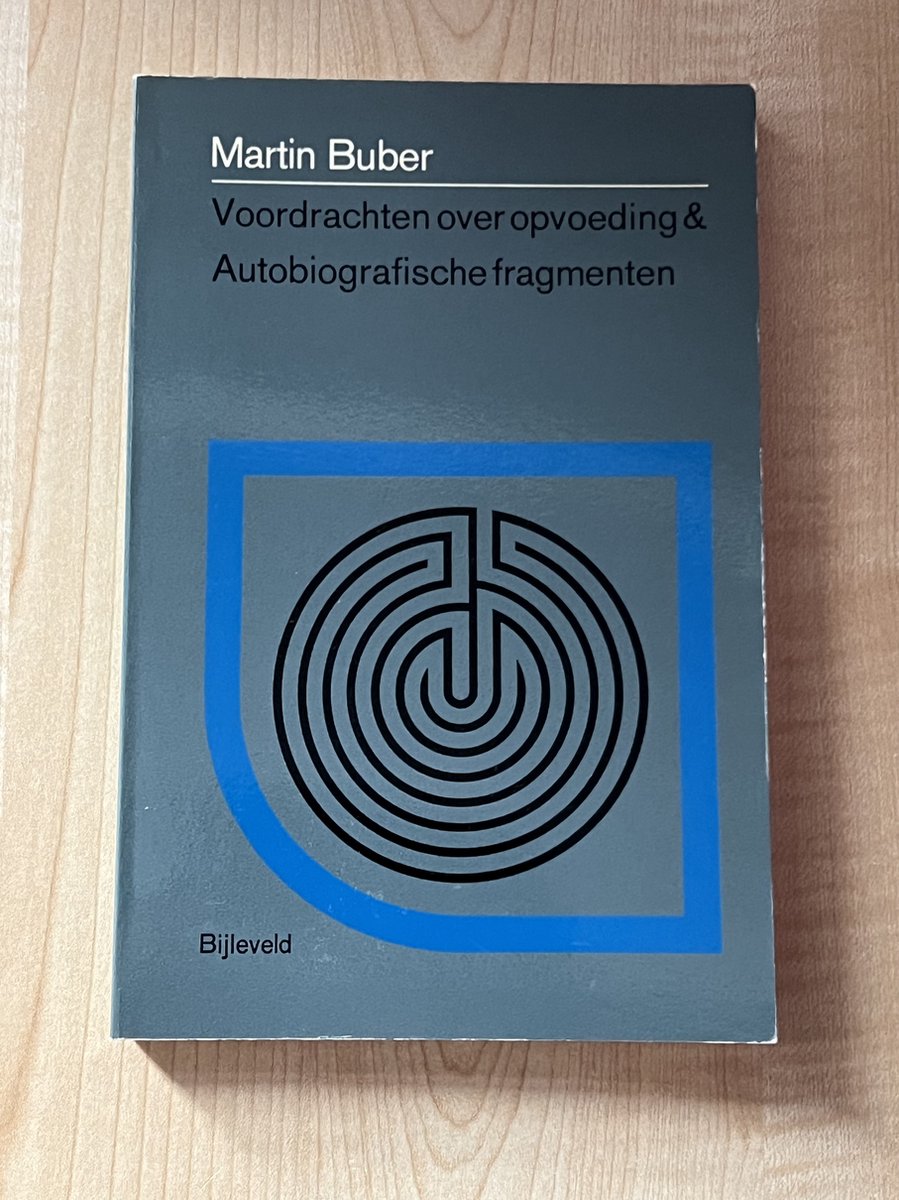 Martin Buber
Voordrachten over opvoeding &
Autobiografische fragmenten
Bijleveld